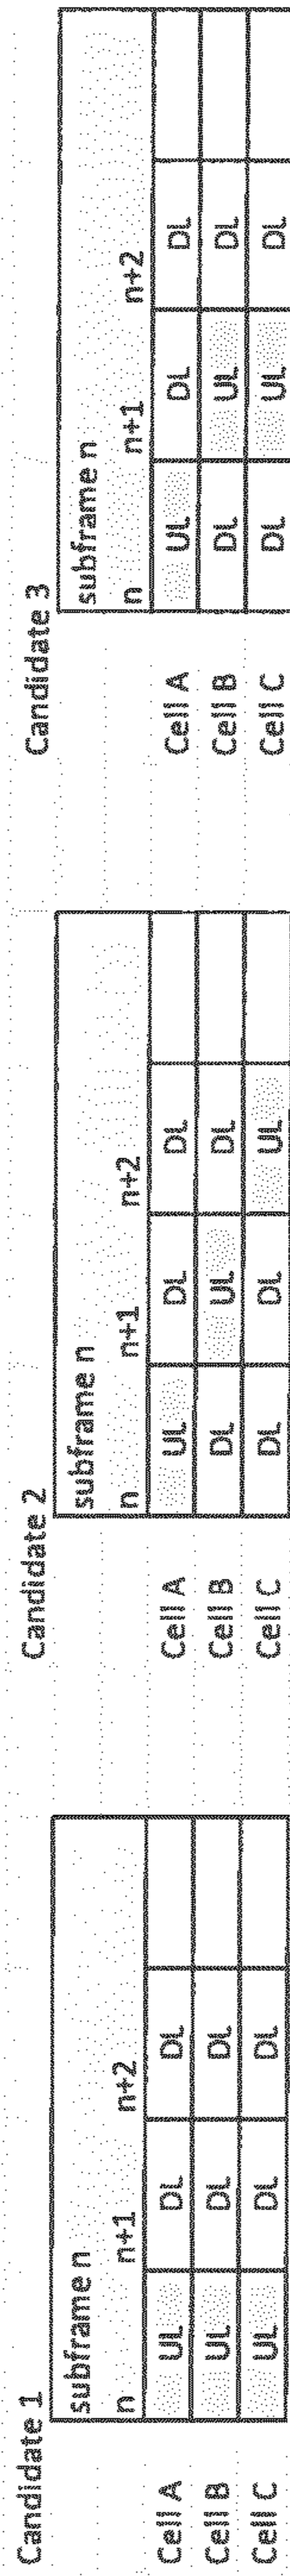 Candidate 1
subframe n
n n+1 n+2
Cell A UL DL DL
Cell B UL DL DL
Cell C UL DL DL
Candidate 2
subframe n
n n+1 n+2
Cell A UL DL DL
Cell B DL UL DL
Cell C DL DL UL
Candidate 3
subframe n
n n+1 n+2
Cell A UL DL DL
Cell B DL UL DL
Cell C DL UL DL